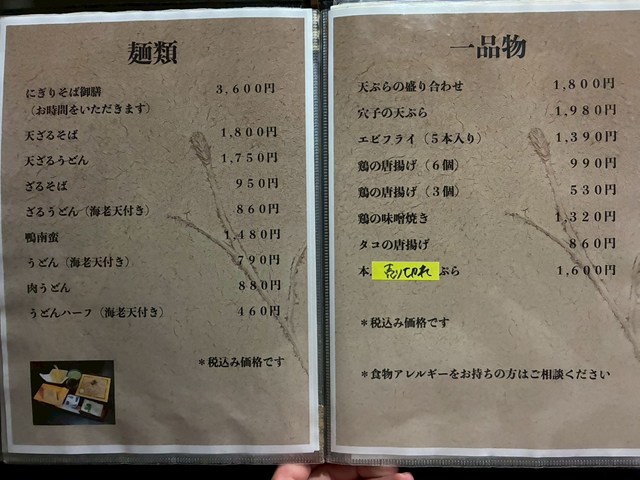 麺類
にぎりそば御膳 3,600円
(お時間をいただきます)
天ざるそば 1,800円
天ざるうどん 1,750円
ざるそば 950円
ざるうどん(海老天付き) 860円
鴨南蛮 1,480円
うどん(海老天付き) 790円
肉うどん 880円
うどんハーフ(海老天付き) 460円
*税込み価格です
一品物
天ぷらの盛り合わせ 1,800円
穴子の天ぷら 1,980円
エビフライ(5本入り) 1,390円
鶏の唐揚げ(6個) 990円
鶏の唐揚げ(3個) 530円
鶏の味噌焼き 1,320円
タコの唐揚げ 860円
本 売り切れ ぷら 1,600円
*税込み価格です
*食物アレルギーをお持ちの方はご相談ください